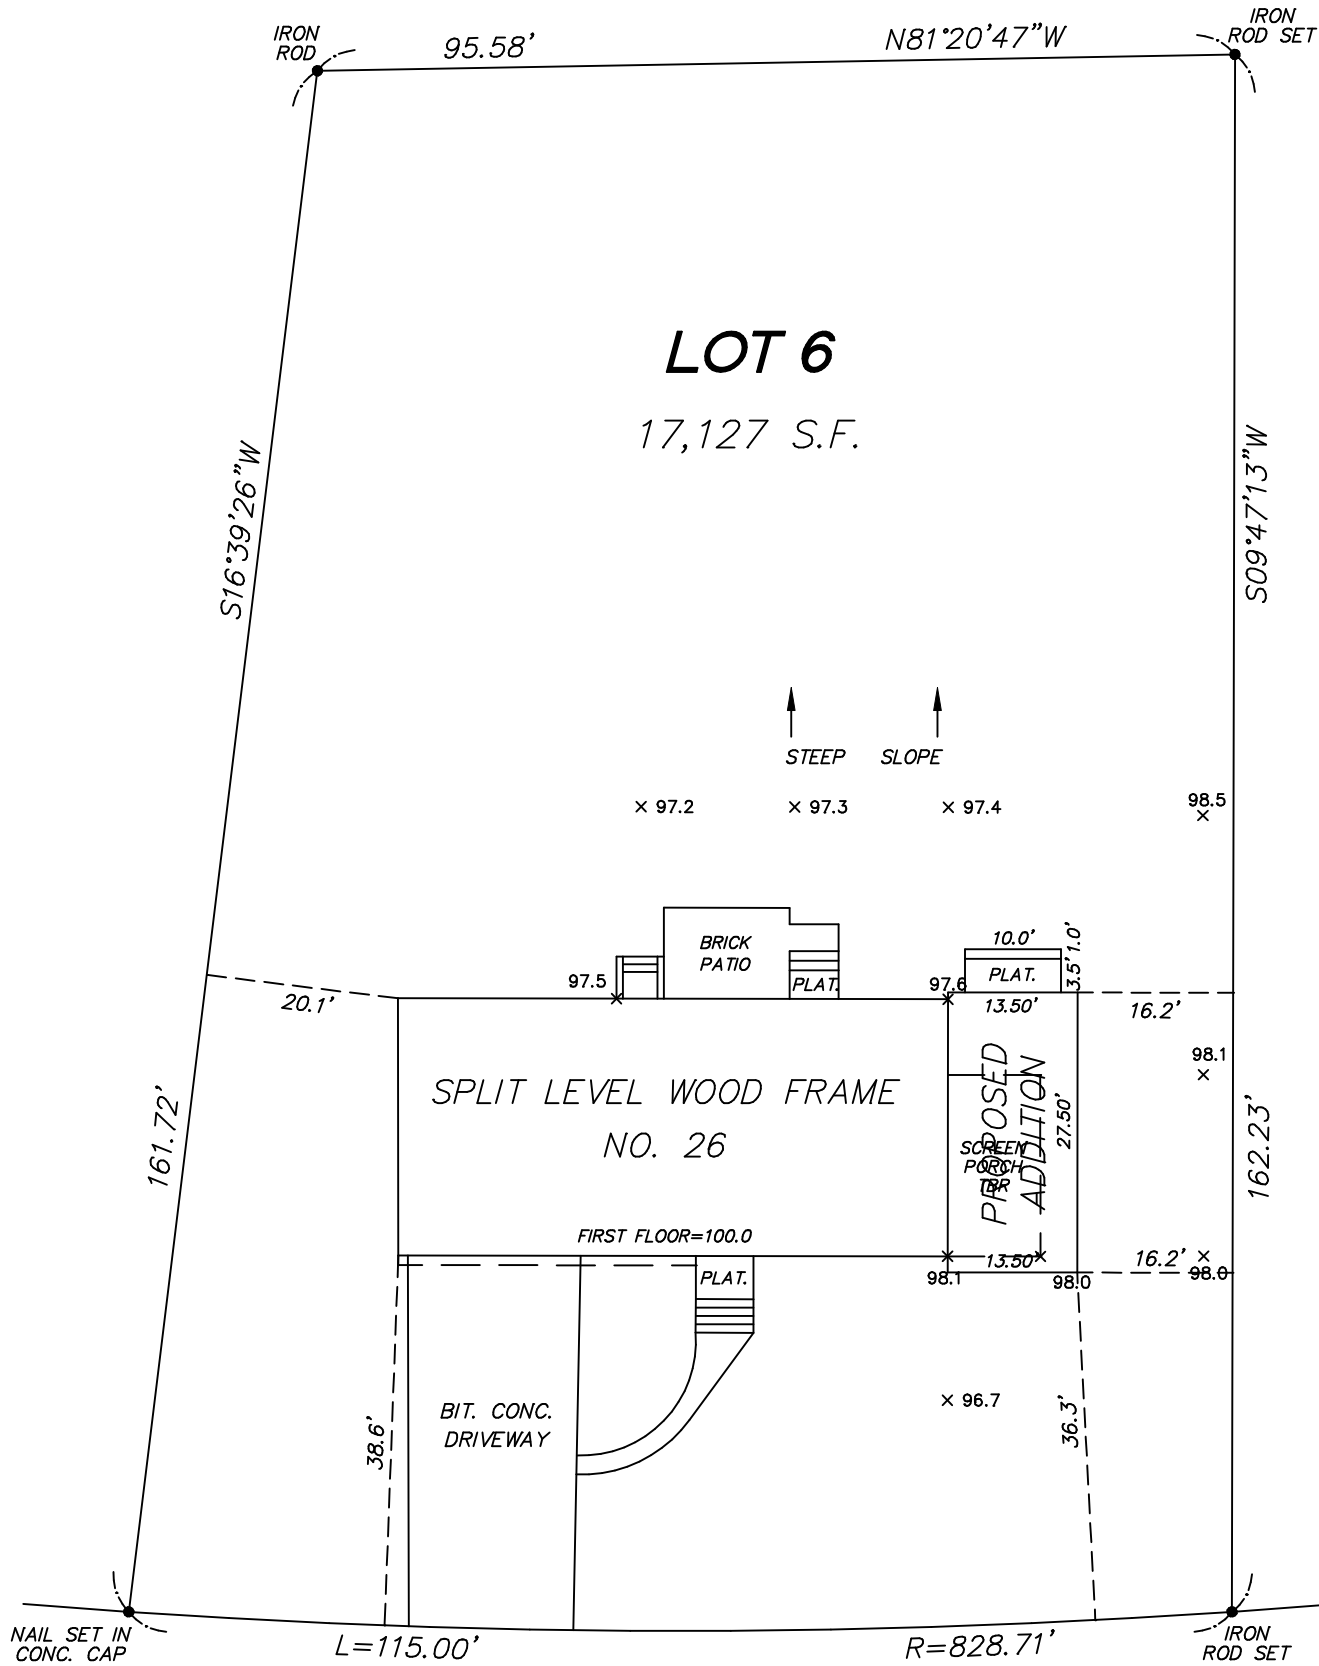 IRON
ROD
95.58'
N81°20'47"W
IRON
ROD SET
LOT 6
17,127 S.F.
S16°39'26"W
S09°47'13"W
STEEP SLOPE
97.2
97.3
97.4
98.5
BRICK
PATIO
PLAT.
97.5
97.6
10.0'
1.0'
3.5'
PLAT.
13.50'
20.1'
16.2'
98.1
SPLIT LEVEL WOOD FRAME
NO. 26
PROPOSED
ADDITION
27.50'
SCREEN
PORCH
TBR
161.72'
162.23'
FIRST FLOOR=100.0
13.50'
16.2'
98.1
98.0
98.0
PLAT.
96.7
BIT. CONC.
DRIVEWAY
38.6'
36.3'
NAIL SET IN
CONC. CAP
L=115.00'
R=828.71'
IRON
ROD SET